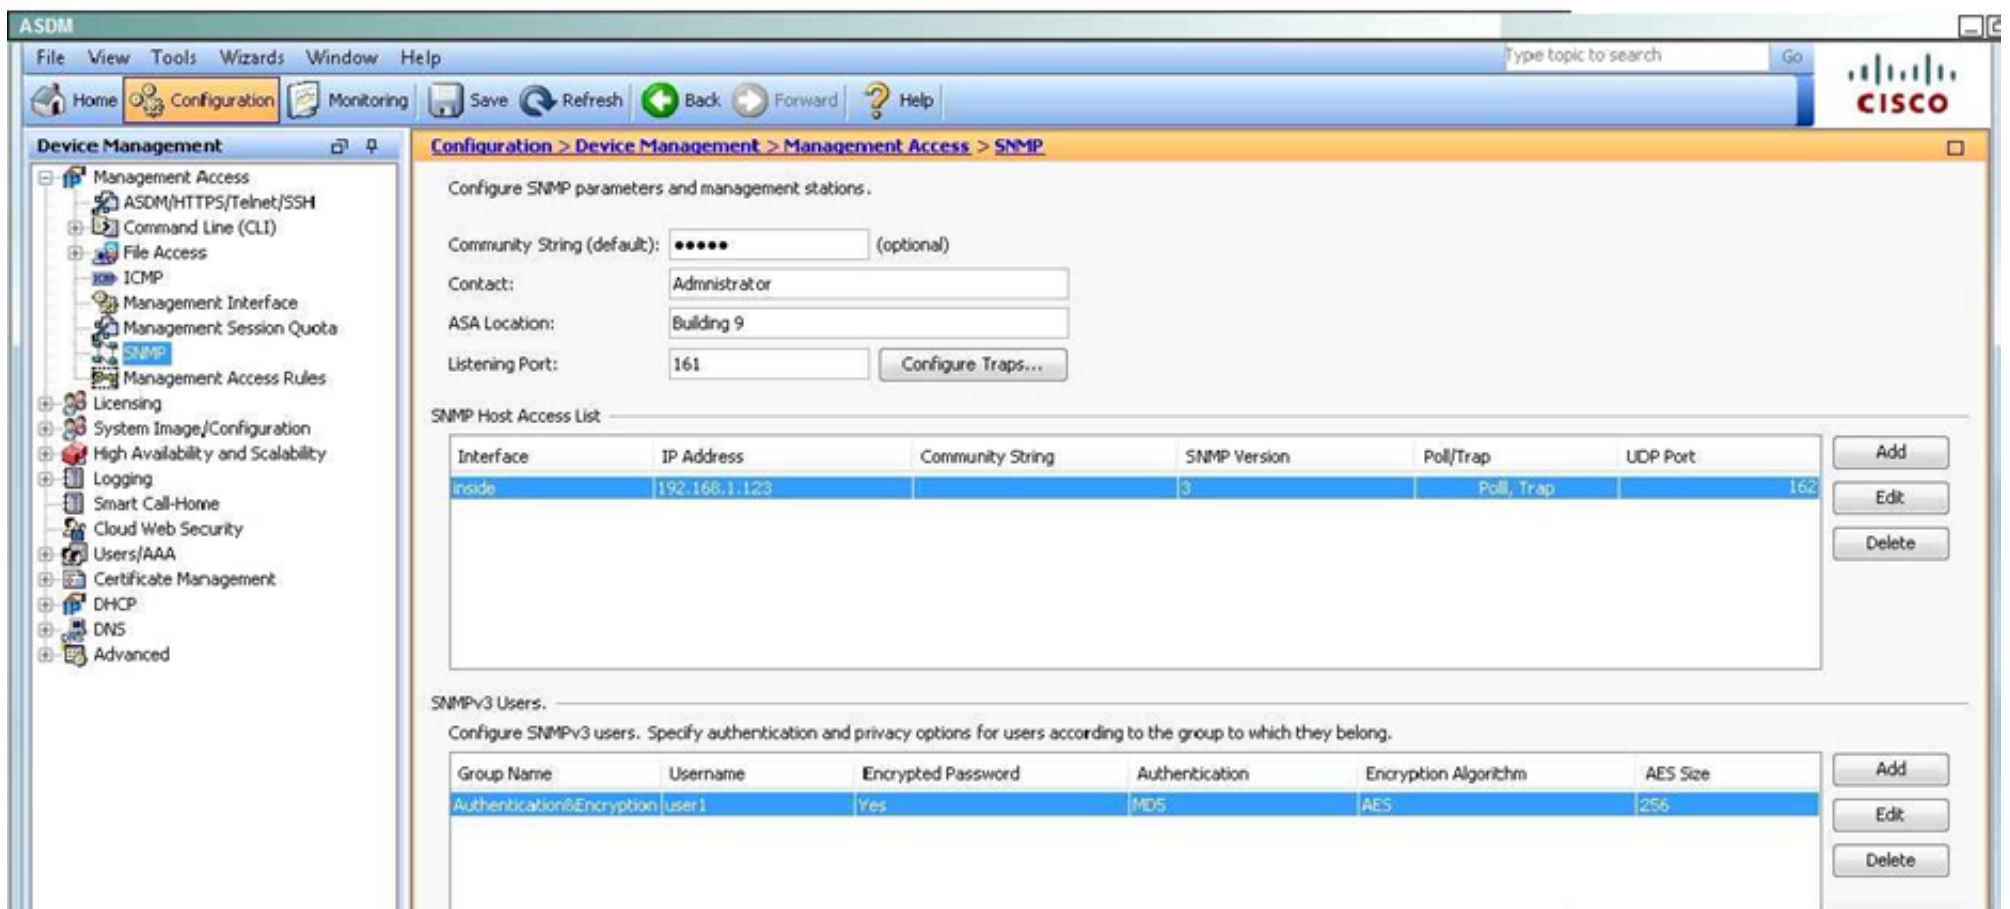 ASDM
File View Tools Wizards Window Help
Type topic to search Go
Home Configuration Monitoring Save Refresh Back Forward Help
CISCO
Device Management
Configuration > Device Management > Management Access > SNMP
Management Access
ASDM/HTTPS/Telnet/SSH
Command Line (CLI)
File Access
ICMP
Management Interface
Management Session Quota
SNMP
Management Access Rules
Licensing
System Image/Configuration
High Availability and Scalability
Logging
Smart Call-Home
Cloud Web Security
Users/AAA
Certificate Management
DHCP
DNS
Advanced
Configure SNMP parameters and management stations.
Community String (default): ••••• (optional)
Contact: Admnistrator
ASA Location: Building 9
Listening Port: 161 Configure Traps...
SNMP Host Access List
Interface IP Address Community String SNMP Version Poll/Trap UDP Port
inside 192.168.1.123 3 Poll, Trap 162
Add
Edit
Delete
SNMPv3 Users.
Configure SNMPv3 users. Specify authentication and privacy options for users according to the group to which they belong.
Group Name Username Encrypted Password Authentication Encryption Algorithm AES Size
Authentication&Encryption user1 Yes MD5 AES 256
Add
Edit
Delete